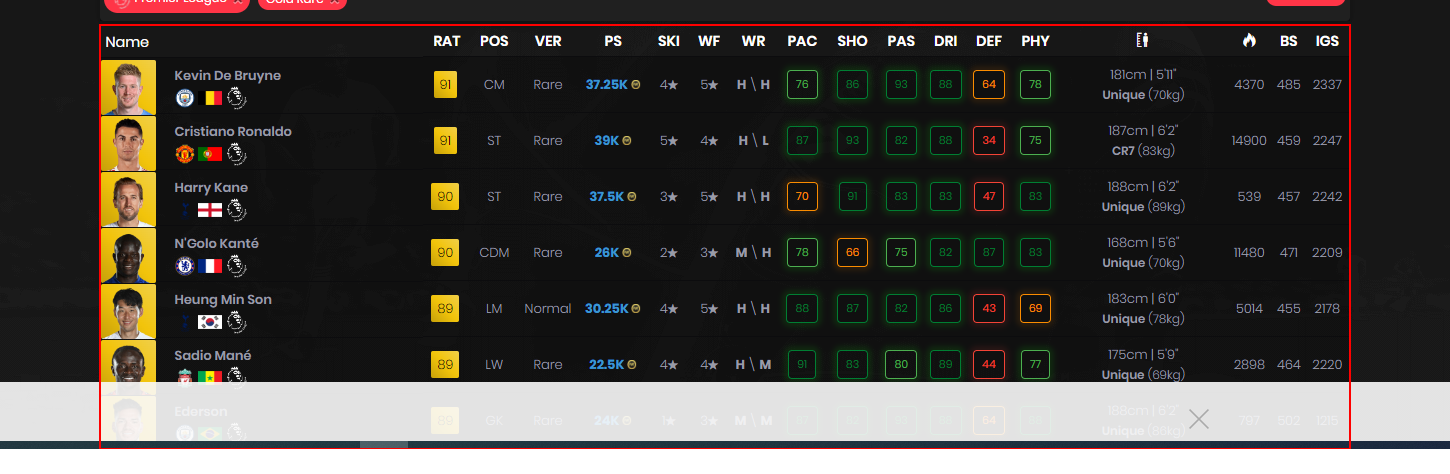 Premier League Gold Rare
Name RAT POS VER PS SKI WF WR PAC SHO PAS DRI DEF PHY BS IGS
Kevin De Bruyne 91 CM Rare 37.25K 4★ 5★ H \ H 76 86 93 88 64 78 181cm | 5'11" Unique (70kg) 4370 485 2337
Cristiano Ronaldo 91 ST Rare 39K 5★ 4★ H \ L 87 93 82 88 34 75 187cm | 6'2" CR7 (83kg) 14900 459 2247
Harry Kane 90 ST Rare 37.5K 3★ 5★ H \ H 70 91 83 83 47 83 188cm | 6'2" Unique (89kg) 539 457 2242
N'Golo Kanté 90 CDM Rare 26K 2★ 3★ M \ H 78 66 75 82 87 83 168cm | 5'6" Unique (70kg) 11480 471 2209
Heung Min Son 89 LM Normal 30.25K 4★ 5★ H \ H 88 87 82 86 43 69 183cm | 6'0" Unique (78kg) 5014 455 2178
Sadio Mané 89 LW Rare 22.5K 4★ 4★ H \ M 91 83 80 89 44 77 175cm | 5'9" Unique (69kg) 2898 464 2220
Ederson 89 GK Rare 24K 1★ 3★ M \ M 64 188cm | 6'2" Unique 797 502